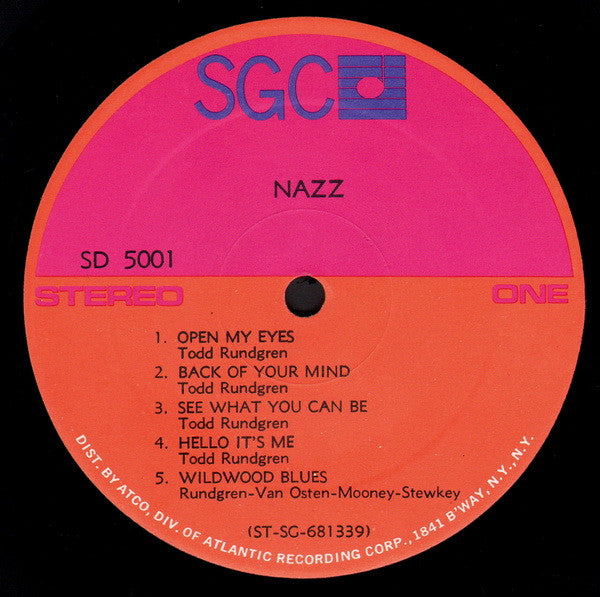 SGC
NAZZ
SD 5001
STEREO ONE
1. OPEN MY EYES
Todd Rundgren
2. BACK OF YOUR MIND
Todd Rundgren
3. SEE WHAT YOU CAN BE
Todd Rundgren
4. HELLO IT'S ME
Todd Rundgren
5. WILDWOOD BLUES
Rundgren-Van Osten-Mooney-Stewkey
(ST-SG-681339)
DIST. BY ATCO, DIV. OF ATLANTIC RECORDING CORP., 1841 B'WAY, N.Y., N.Y.